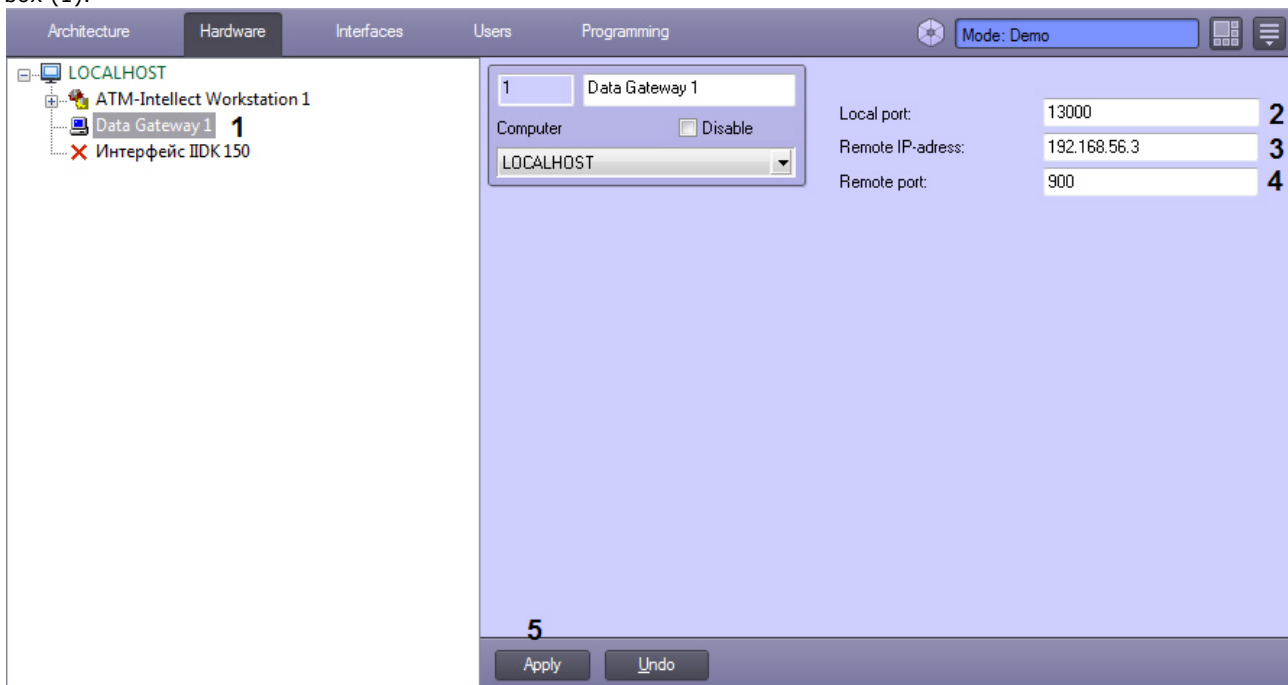 box (1).
Architecture Hardware Interfaces Users Programming Mode: Demo
LOCALHOST
ATM-Intellect Workstation 1
Data Gateway 1 1
Интерфейс IIDK 150
1 Data Gateway 1
Computer Disable
LOCALHOST
Local port: 13000 2
Remote IP-adress: 192.168.56.3 3
Remote port: 900 4
5
Apply Undo